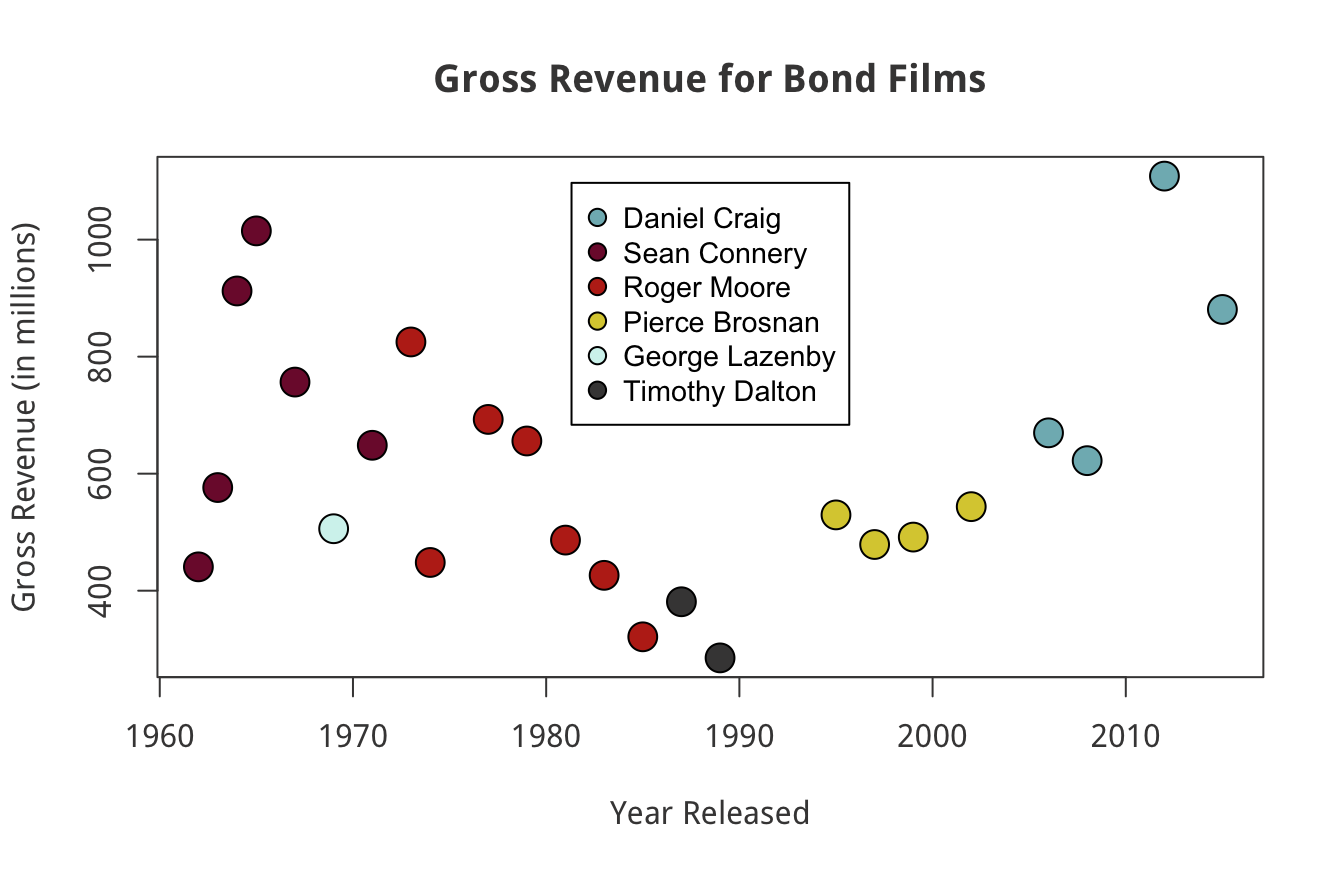 Gross Revenue for Bond Films
Gross Revenue (in millions)
1000
800
600
400
Daniel Craig
Sean Connery
Roger Moore
Pierce Brosnan
George Lazenby
Timothy Dalton
1960 1970 1980 1990 2000 2010
Year Released